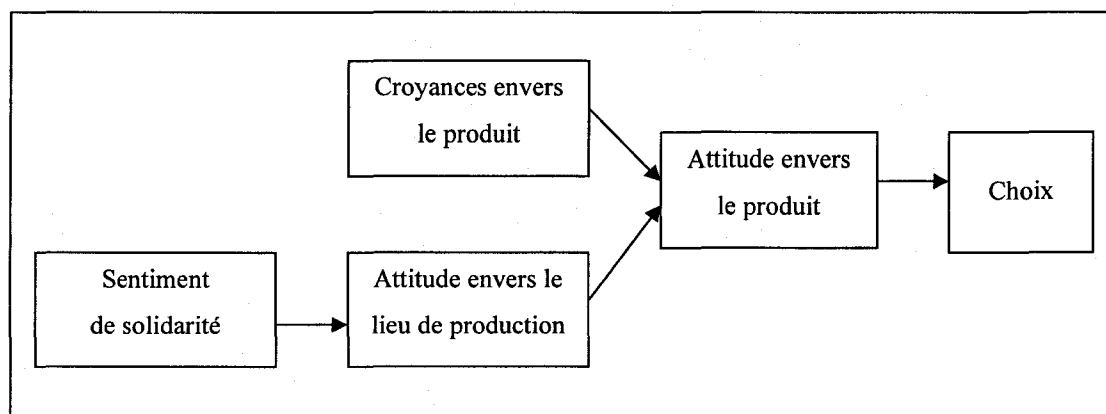 Croyances envers
le produit
Attitude envers
le produit
Choix
Sentiment
de solidarité
Attitude envers le
lieu de production